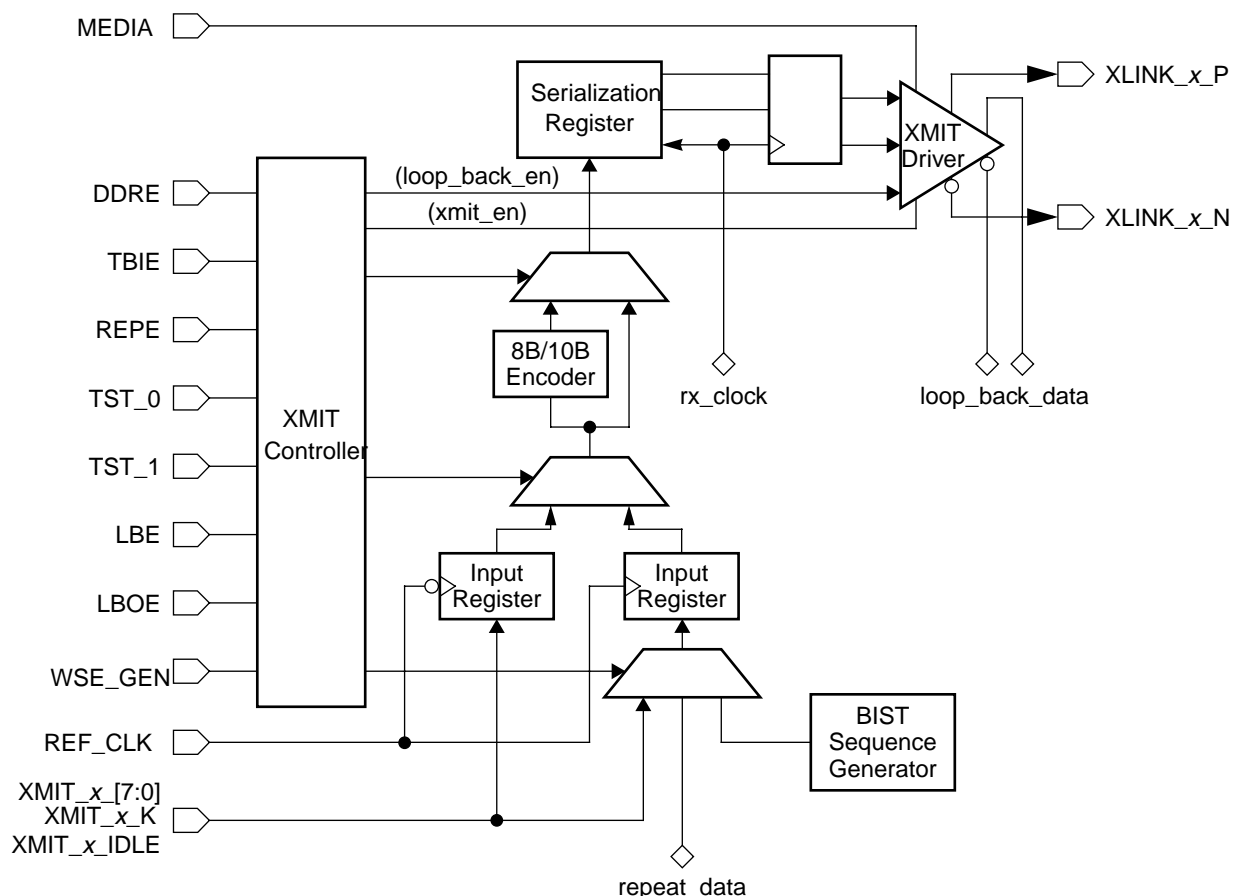 MEDIA
XLINK_x_P
Serialization
Register
XMIT
Driver
DDRE
(loop_back_en)
(xmit_en)
XLINK_x_N
TBIE
REPE
8B/10B
Encoder
rx_clock
loop_back_data
TST_0
XMIT
Controller
TST_1
LBE
Input
Register
Input
Register
LBOE
WSE_GEN
BIST
Sequence
Generator
REF_CLK
XMIT_x_[7:0]
XMIT_x_K
XMIT_x_IDLE
repeat_data